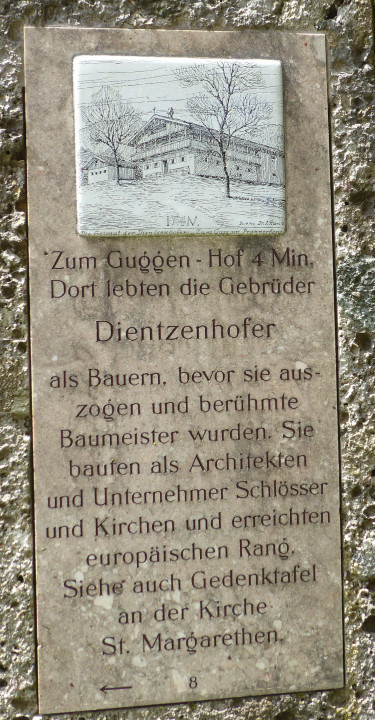 Zum Guggen - Hof 4 Min.
Dort lebten die Gebrüder
Dientzenhofer
als Bauern, bevor sie aus-
zogen und berühmte
Baumeister wurden. Sie
bauten als Architekten
und Unternehmer Schlösser
und Kirchen und erreichten
europäischen Rang.
Siehe auch Gedenktafel
an der Kirche
St. Margarethen.
← 8